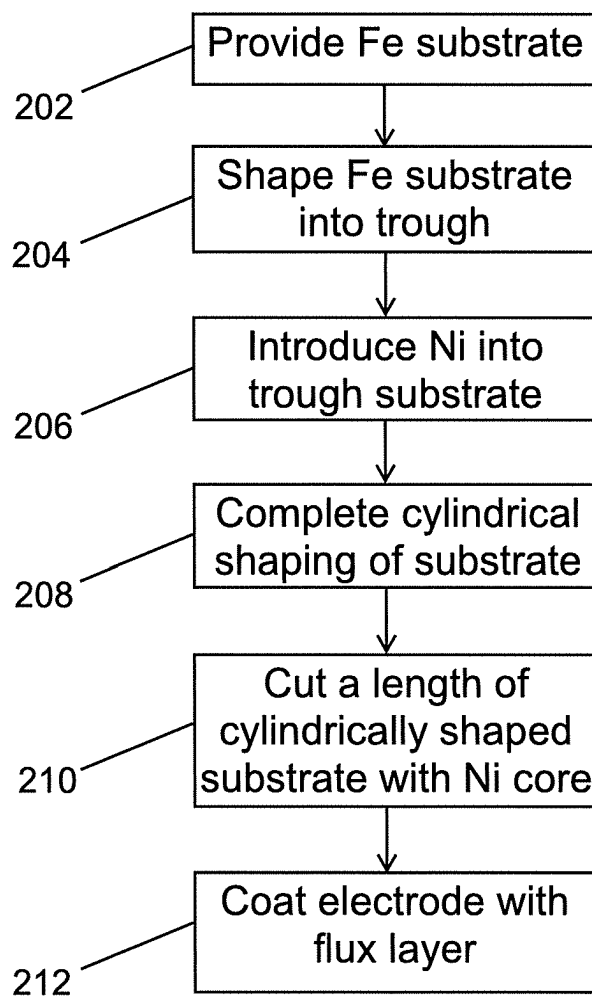 Provide Fe substrate
202
Shape Fe substrate
into trough
204
Introduce Ni into
trough substrate
206
Complete cylindrical
shaping of substrate
208
Cut a length of
cylindrically shaped
substrate with Ni core
210
Coat electrode with
flux layer
212